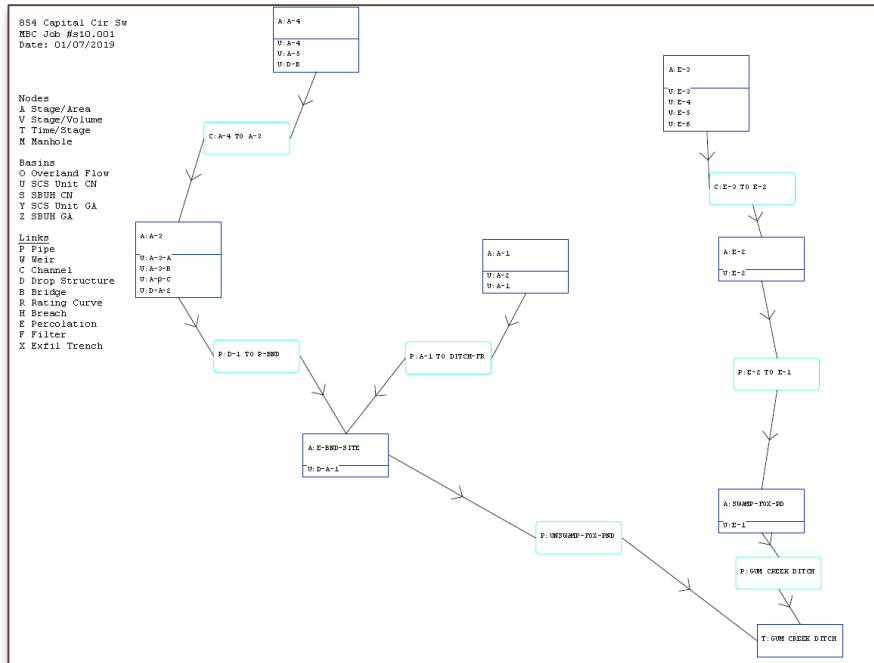 854 Capital Cir Sw
MBC Job #s10.001
Date: 01/07/2019
Nodes
A Stage/Area
V Stage/Volume
T Time/Stage
M Manhole
Basins
O Overland Flow
U SCS Unit CN
S SBUH CN
Y SCS Unit GA
Z SBUH GA
Links
P Pipe
W Weir
C Channel
D Drop Structure
B Bridge
R Rating Curve
H Breach
E Percolation
F Filter
X Exfil Trench
A:A-4
U:A-4
U:A-5
U:D-B
C:A-4 TO A-3
A:A-3
U:A-3-A
U:A-3-B
U:A-β-C
U:D-A-2
P:D-1 TO P-BND
A:A-1
U:A-2
U:A-1
P:A-1 TO DITCH-FR
A:E-BND-SITE
U:D-A-1
P:UNSWAMP-FOX-PND
A:E-3
U:E-3
U:E-4
U:E-5
U:E-6
C:E-3 TO E-2
A:E-2
U:E-2
P:E-2 TO E-1
A:SWAMP-FOX-RD
U:E-1
P:GUM CREEK DITCH
T:GUM CREEK DITCH